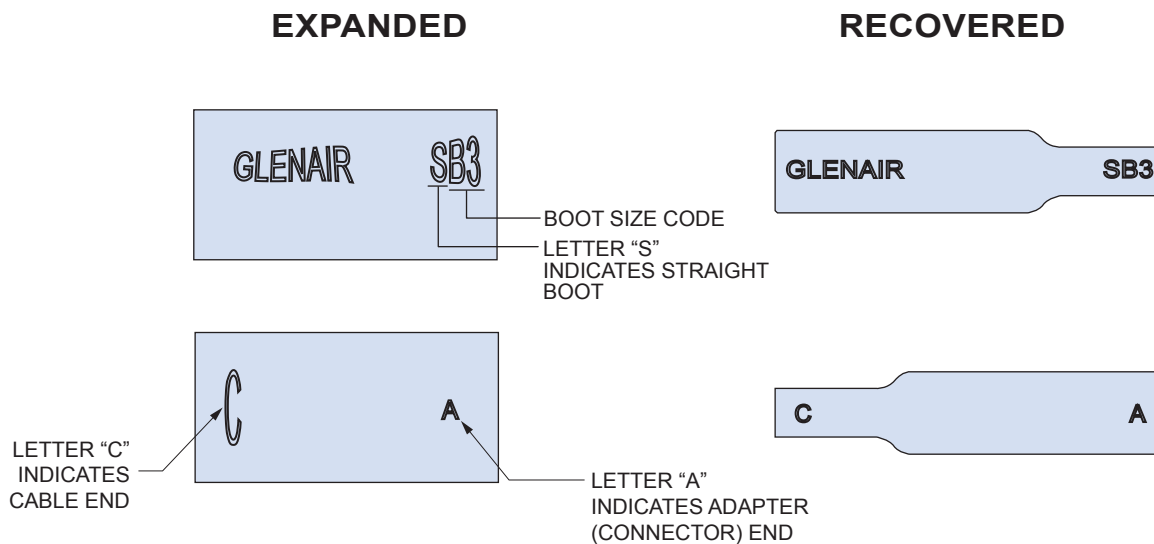 EXPANDED
RECOVERED
GLENAIR SB3
GLENAIR SB3
BOOT SIZE CODE
LETTER “S”
INDICATES STRAIGHT
BOOT
C A
C A
LETTER “C”
INDICATES
CABLE END
LETTER “A”
INDICATES ADAPTER
(CONNECTOR) END